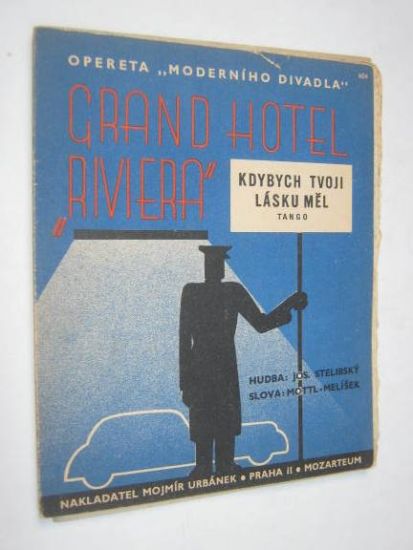 OPERETA „MODERNÍHO DIVADLA"
604
GRAND HOTEL
„RIVIERA"
KDYBYCH TVOJI
LÁSKU MĚL
TANGO
HUDBA: JOS. STELIBSKÝ
SLOVA: MOTTL-MELÍŠEK
NAKLADATEL MOJMÍR URBÁNEK • PRAHA II • MOZARTEUM